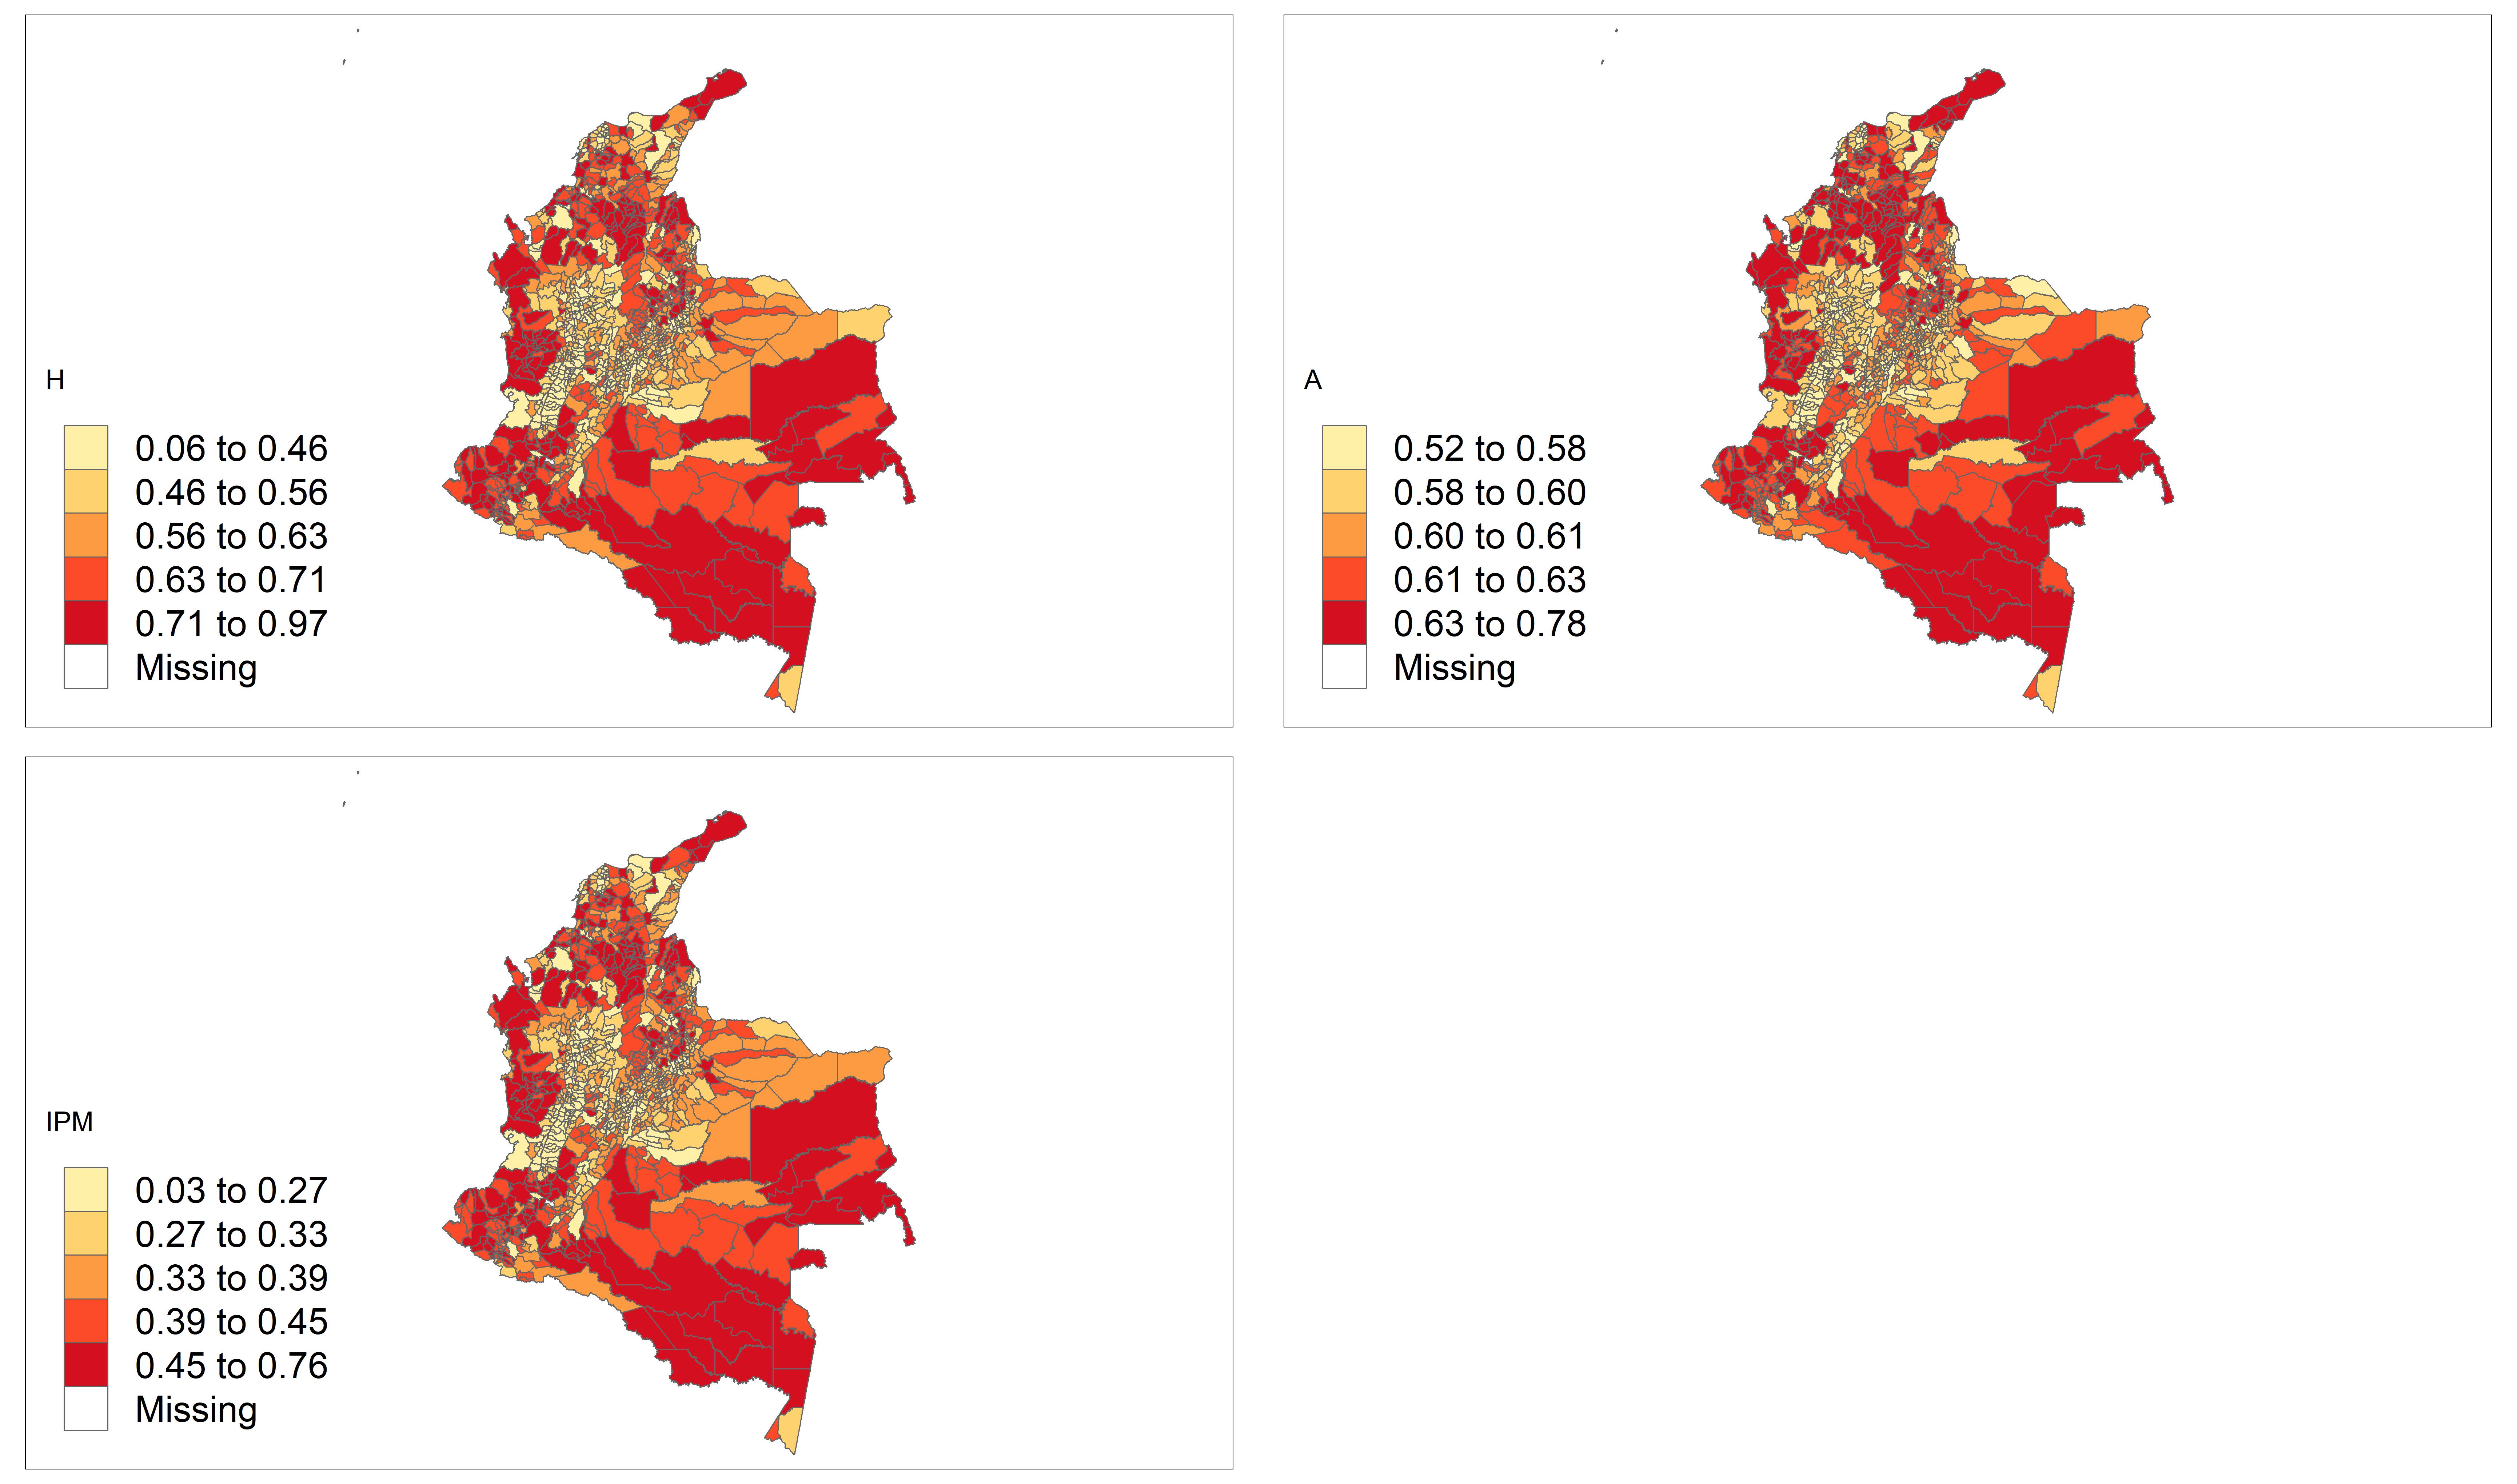 H
0.06 to 0.46
0.46 to 0.56
0.56 to 0.63
0.63 to 0.71
0.71 to 0.97
Missing
A
0.52 to 0.58
0.58 to 0.60
0.60 to 0.61
0.61 to 0.63
0.63 to 0.78
Missing
IPM
0.03 to 0.27
0.27 to 0.33
0.33 to 0.39
0.39 to 0.45
0.45 to 0.76
Missing